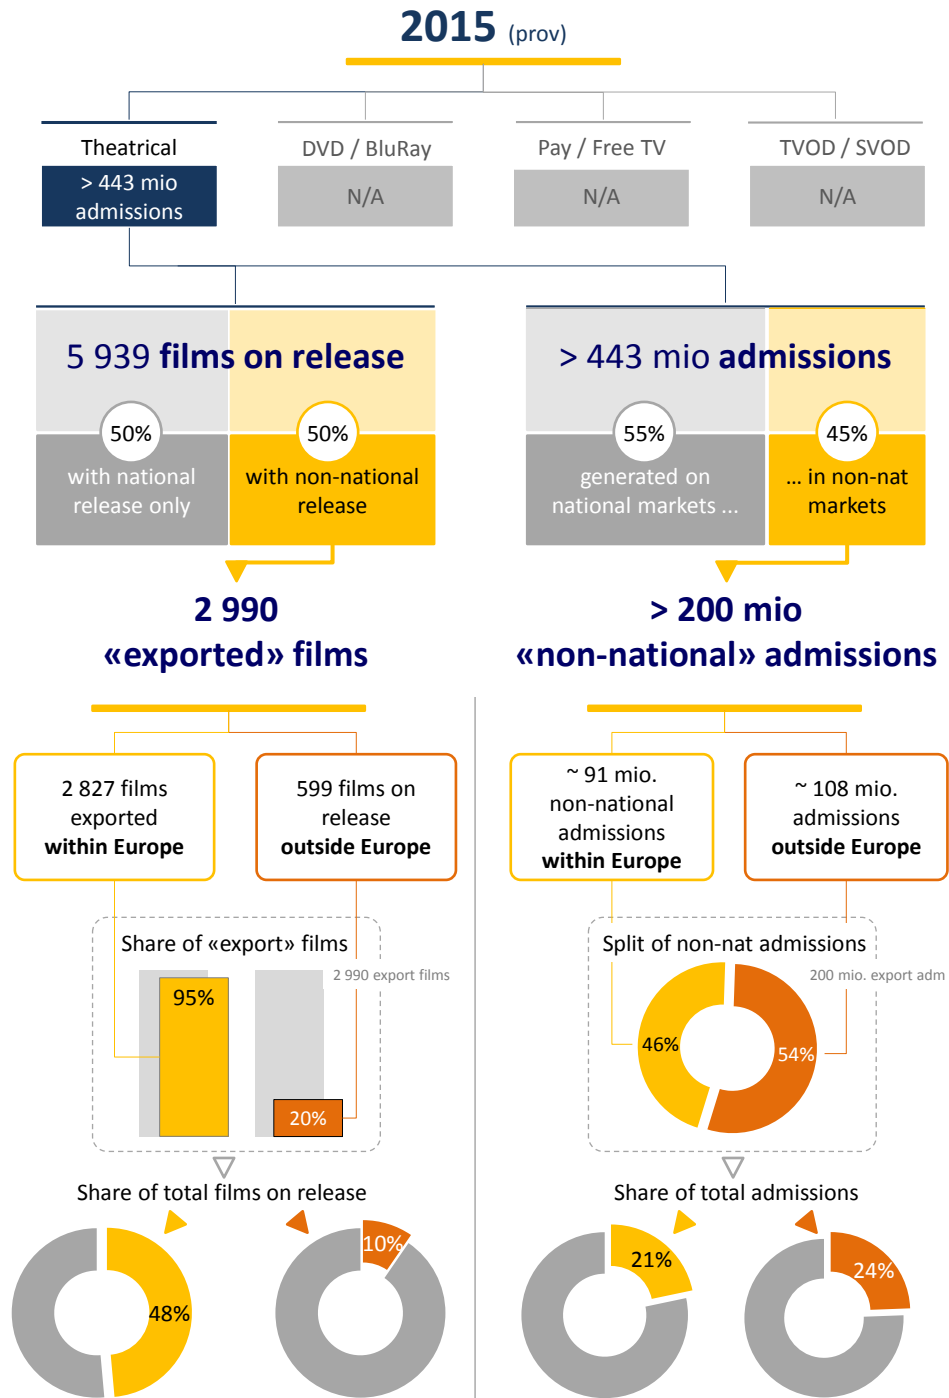 2015 (prov)
Theatrical
> 443 mio
admissions
DVD / BluRay
N/A
Pay / Free TV
N/A
TVOD / SVOD
N/A
5 939 films on release
50%
50%
with national
release only
with non-national
release
> 443 mio admissions
55%
45%
generated on
national markets ...
... in non-nat
markets
2 990
«exported» films
> 200 mio
«non-national» admissions
2 827 films
exported
within Europe
599 films on
release
outside Europe
~ 91 mio.
non-national
admissions
within Europe
~ 108 mio.
admissions
outside Europe
Share of «export» films
2 990 export films
95%
20%
Split of non-nat admissions
200 mio. export adm
46%
54%
Share of total films on release
48%
10%
Share of total admissions
21%
24%